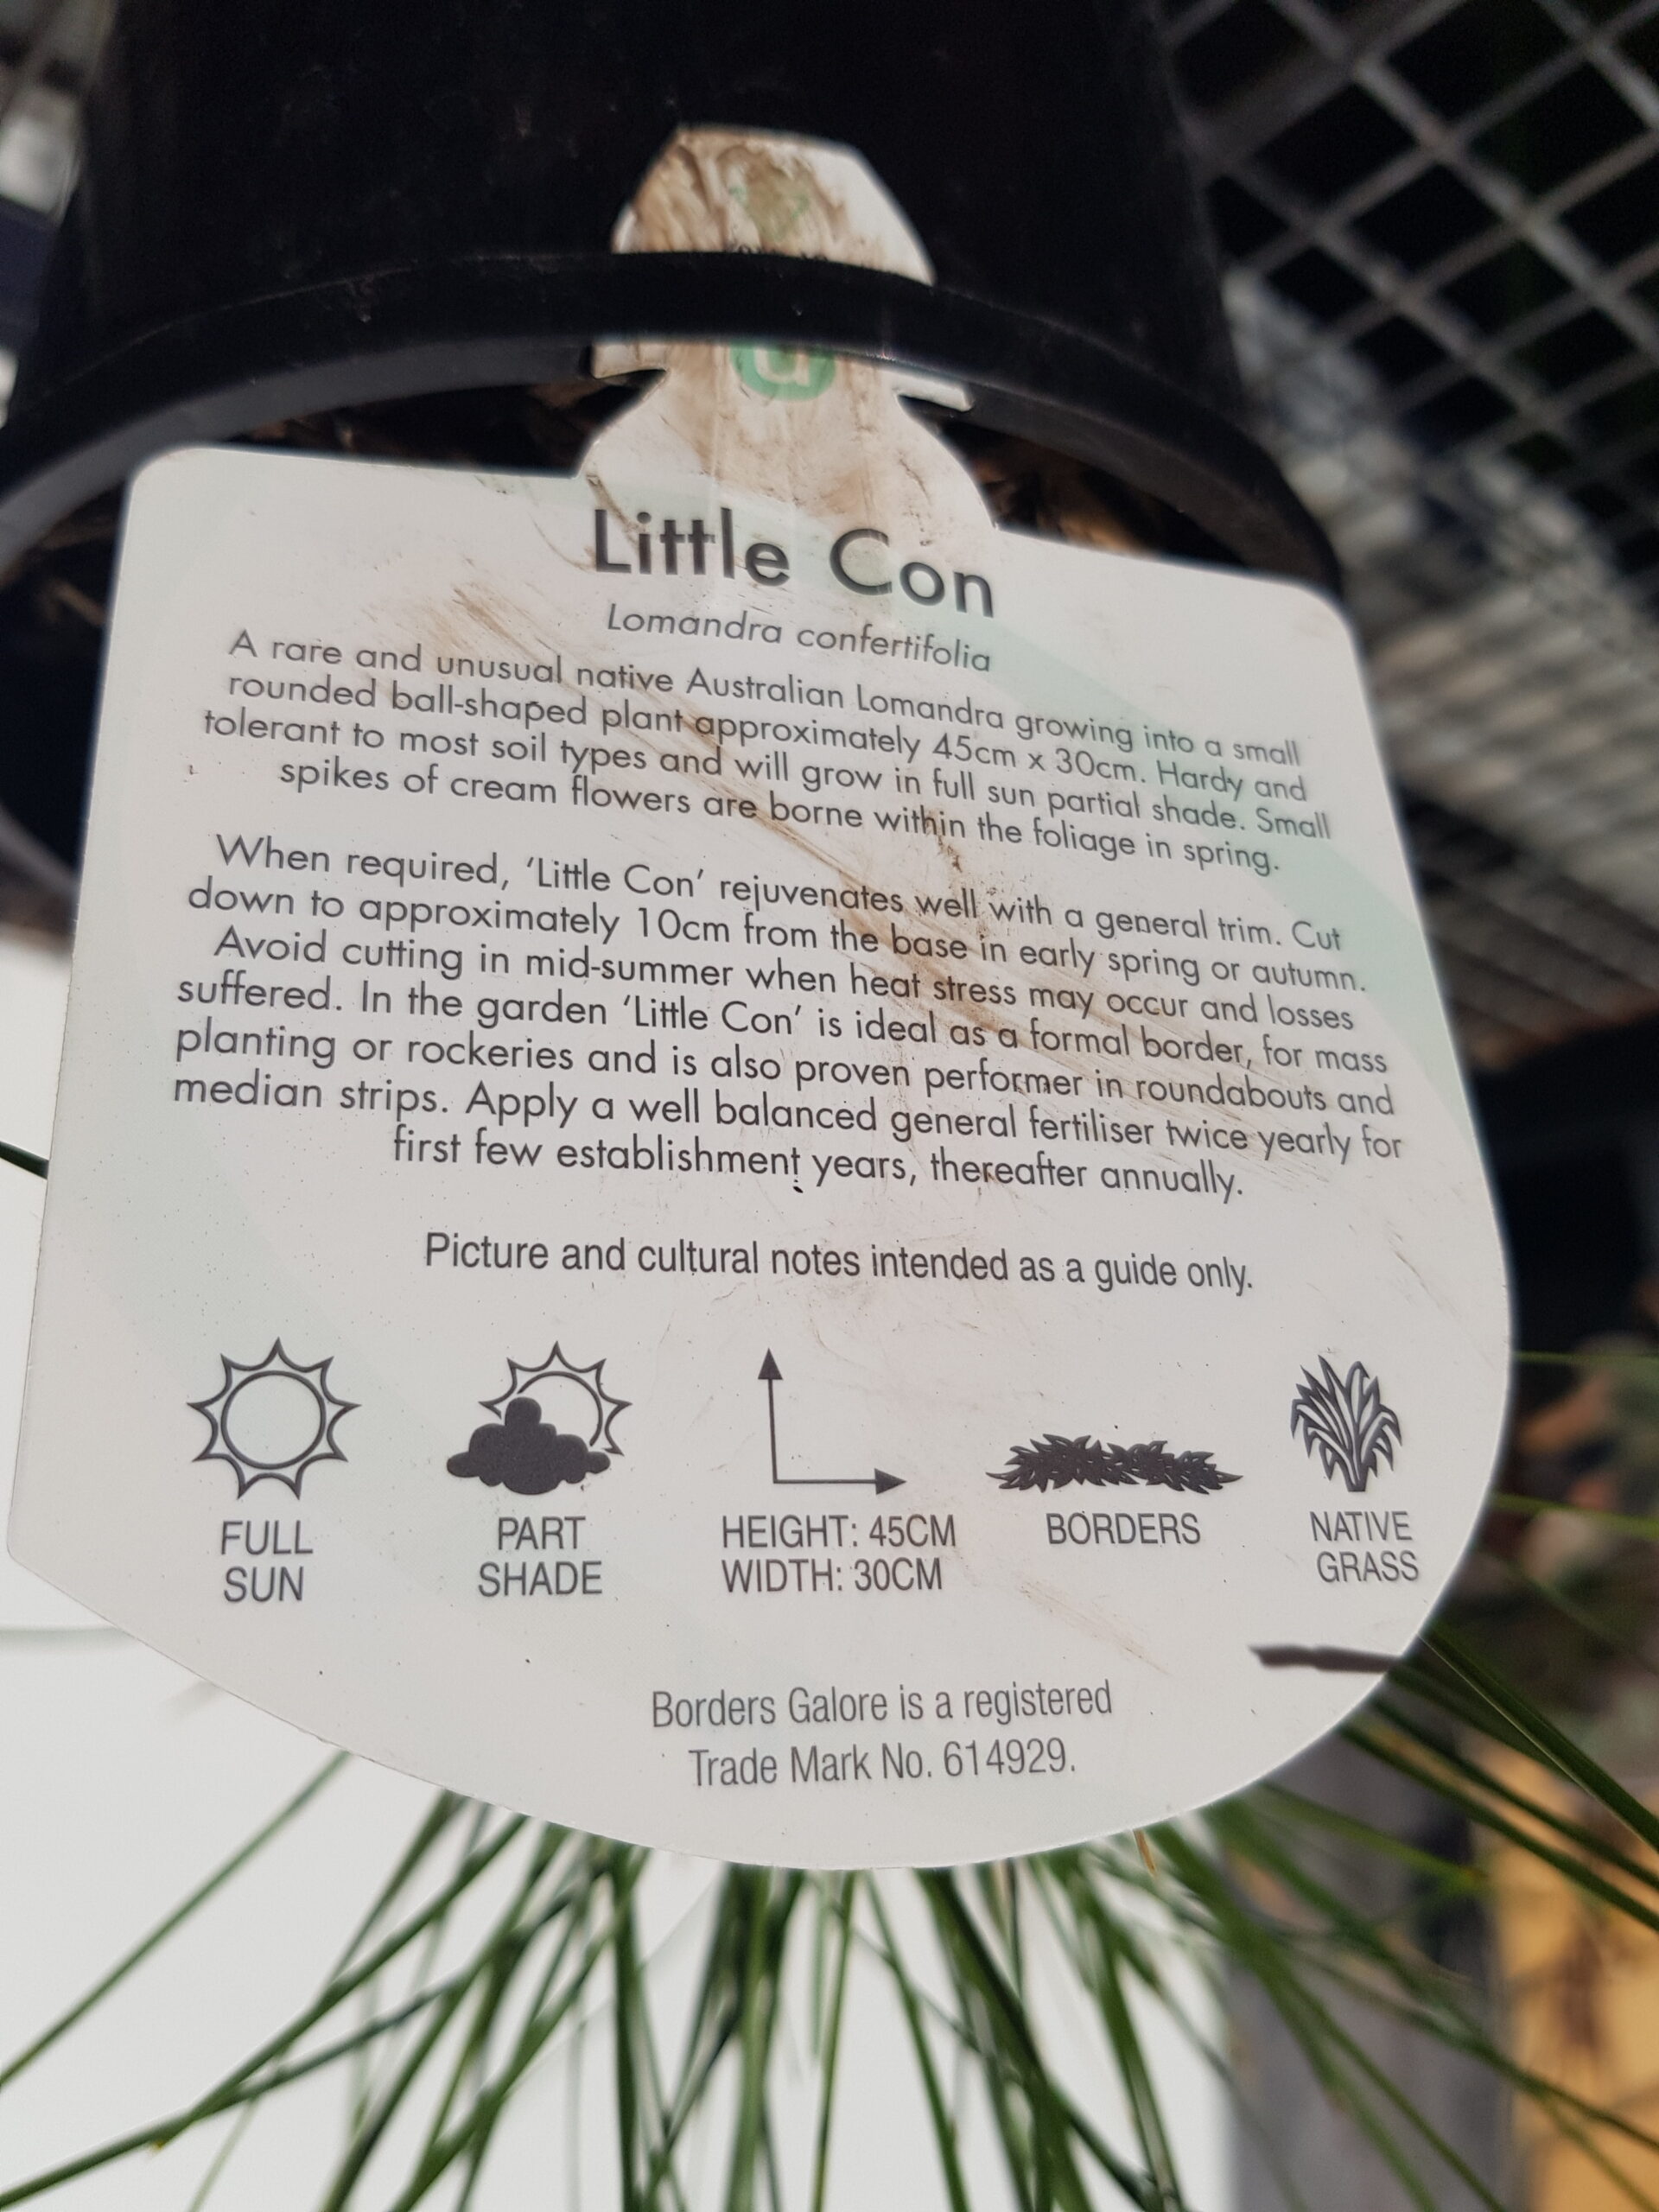 Little Con
Lomandra confertifolia
A rare and unusual native Australian Lomandra growing into a small
rounded ball-shaped plant approximately 45cm x 30cm. Hardy and
tolerant to most soil types and will grow in full sun partial shade. Small
spikes of cream flowers are borne within the foliage in spring.
When required, ‘Little Con’ rejuvenates well with a general trim. Cut
down to approximately 10cm from the base in early spring or autumn.
Avoid cutting in mid-summer when heat stress may occur and losses
suffered. In the garden ‘Little Con’ is ideal as a formal border, for mass
planting or rockeries and is also proven performer in roundabouts and
median strips. Apply a well balanced general fertiliser twice yearly for
first few establishment years, thereafter annually.
Picture and cultural notes intended as a guide only.
FULL
SUN
PART
SHADE
HEIGHT: 45CM
WIDTH: 30CM
BORDERS
NATIVE
GRASS
Borders Galore is a registered
Trade Mark No. 614929.